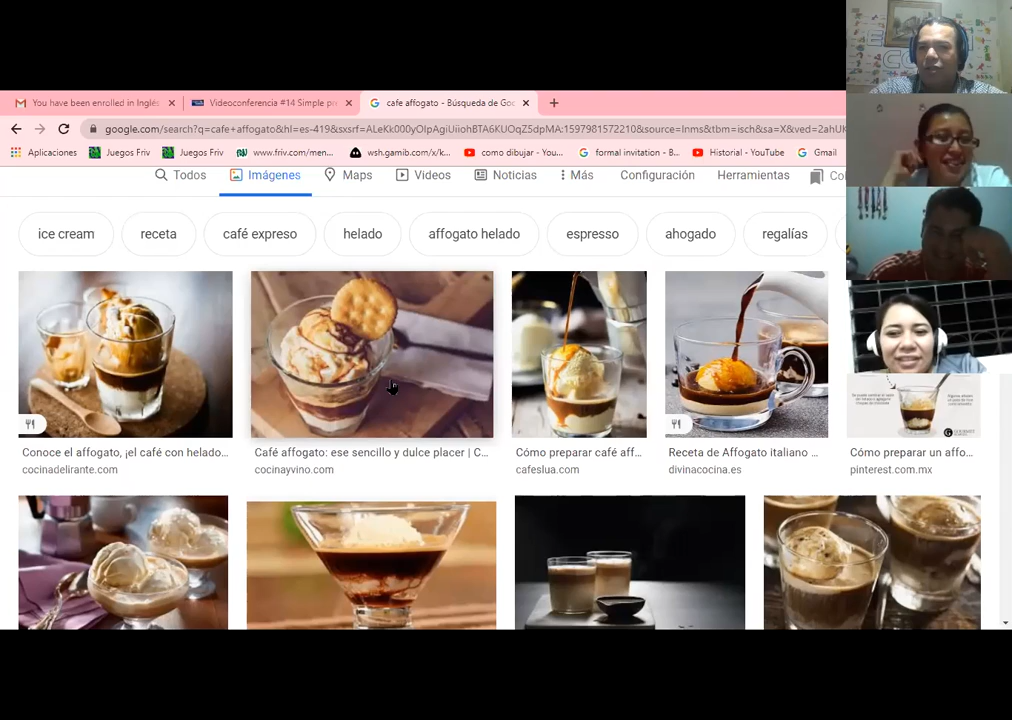 You have been enrolled in Inglés
Videoconferencia #14 Simple pr
cafe affogato - Búsqueda de Goo
google.com/search?q=cafe+affogato&hl=es-419&sxsrf=ALeKk000yOlpAgiUiiohBTA6KUOqZ5dpMA:1597981572210&source=lnms&tbm=isch&sa=X&ved=2ahUK
Aplicaciones
Juegos Friv
Juegos Friv
www.friv.com/men...
wsh.gamib.com/x/k...
como dibujar - You...
formal invitation - B...
Historial - YouTube
Gmail
Todos
Imágenes
Maps
Videos
Noticias
Más
Configuración
Herramientas
ice cream
receta
café expreso
helado
affogato helado
espresso
ahogado
regalías
Conoce el affogato, ¡el café con helado...
cocinadelirante.com
Café affogato: ese sencillo y dulce placer | C...
cocinayvino.com
Cómo preparar café aff...
cafeslua.com
Receta de Affogato italiano ...
divinacocina.es
Cómo preparar un affo...
pinterest.com.mx